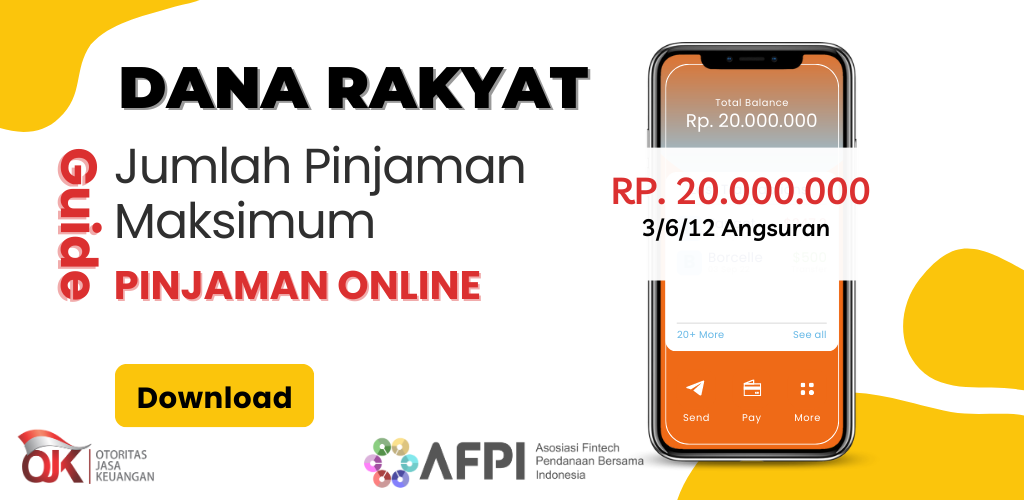 DANA RAKYAT
Guide
Jumlah Pinjaman
Maksimum
PINJAMAN ONLINE
Download
OJK
OTORITAS
JASA
KEUANGAN
AFPI
Asosiasi Fintech
Pendanaan Bersama
Indonesia
Total Balance
Rp. 20.000.000
RP. 20.000.000
3/6/12 Angsuran
Borcelle
20+ More
See all
Send
Pay
More